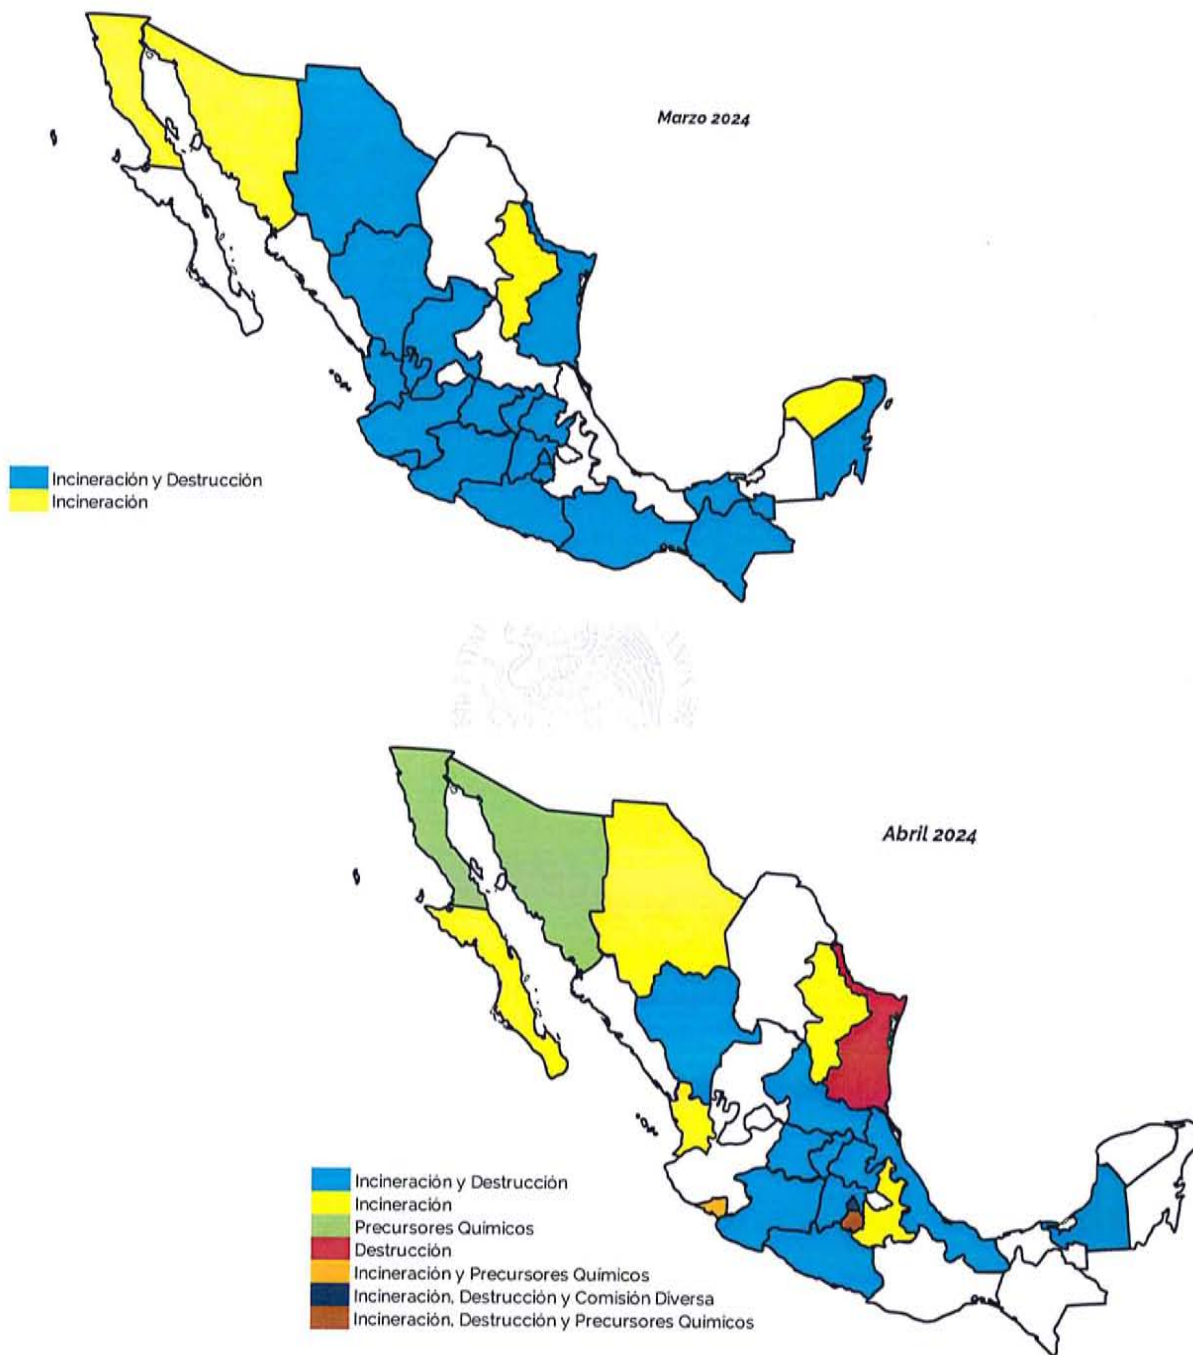 Marzo 2024
Incineración y Destrucción
Incineración
Abril 2024
Incineración y Destrucción
Incineración
Precursores Químicos
Destrucción
Incineración y Precursores Químicos
Incineración, Destrucción y Comisión Diversa
Incineración, Destrucción y Precursores Químicos